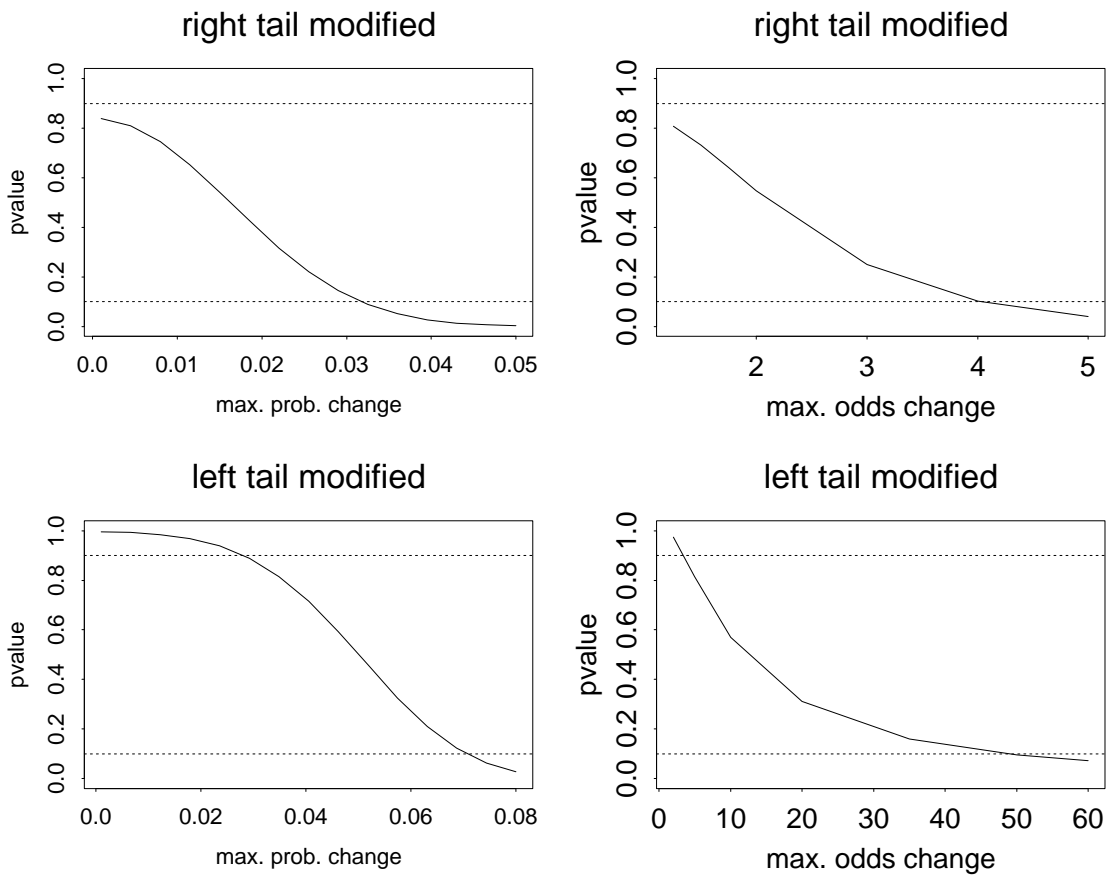 right tail modified
1.0
0.8
0.6
0.4
0.2
0.0
pvalue
0.0 0.01 0.02 0.03 0.04 0.05
max. prob. change
right tail modified
1.0
0.8
0.6
0.4
0.2
0.0
pvalue
2 3 4 5
max. odds change
left tail modified
1.0
0.8
0.6
0.4
0.2
0.0
pvalue
0.0 0.02 0.04 0.06 0.08
max. prob. change
left tail modified
1.0
0.8
0.6
0.4
0.2
0.0
pvalue
0 10 20 30 40 50 60
max. odds change